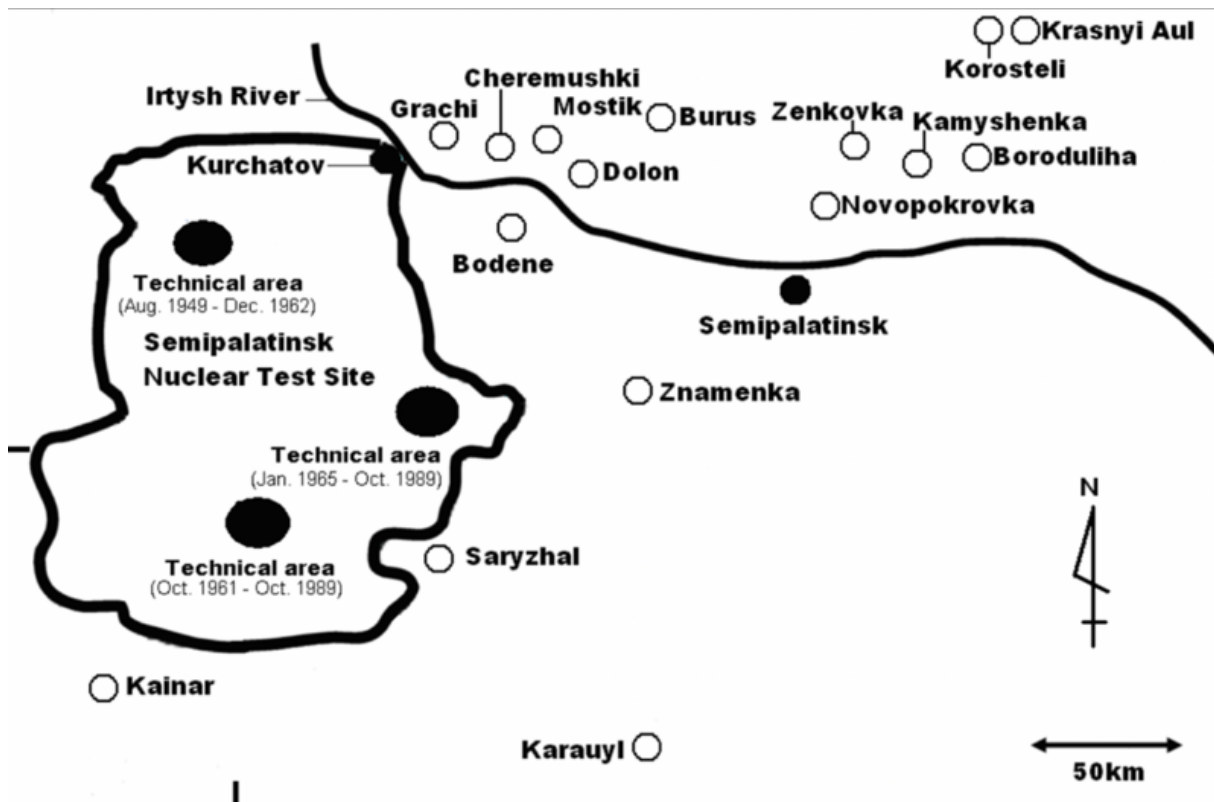 Krasnyi Aul
Korosteli
Cheremushki
Irtysh River
Grachi
Mostik
Burus
Zenkovka
Kamyshenka
Kurchatov
Dolon
Boroduliha
Novopokrovka
Bodene
Technical area
(Aug. 1949 - Dec. 1962)
Semipalatinsk
Semipalatinsk
Nuclear Test Site
Znamenka
Technical area
(Jan. 1965 - Oct. 1989)
N
Saryzhal
Technical area
(Oct. 1961 - Oct. 1989)
Kainar
Karauyl
50km